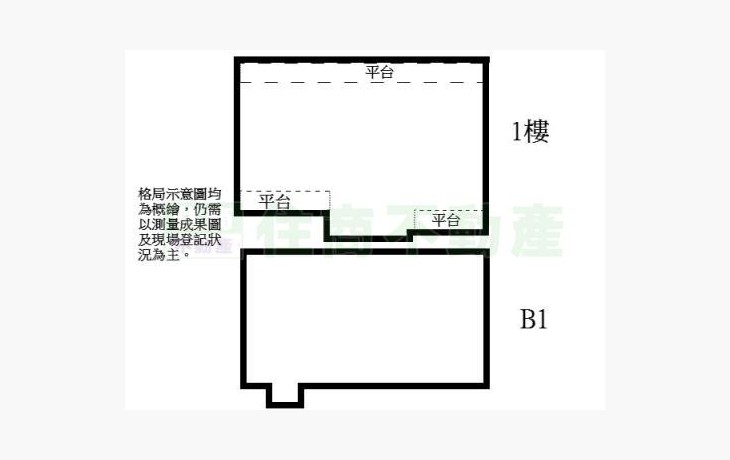 平台
1樓
格局示意圖均
為概繪，仍需
以測量成果圖
及現場登記狀
況為主。
平台
平台
住商不動產
B1